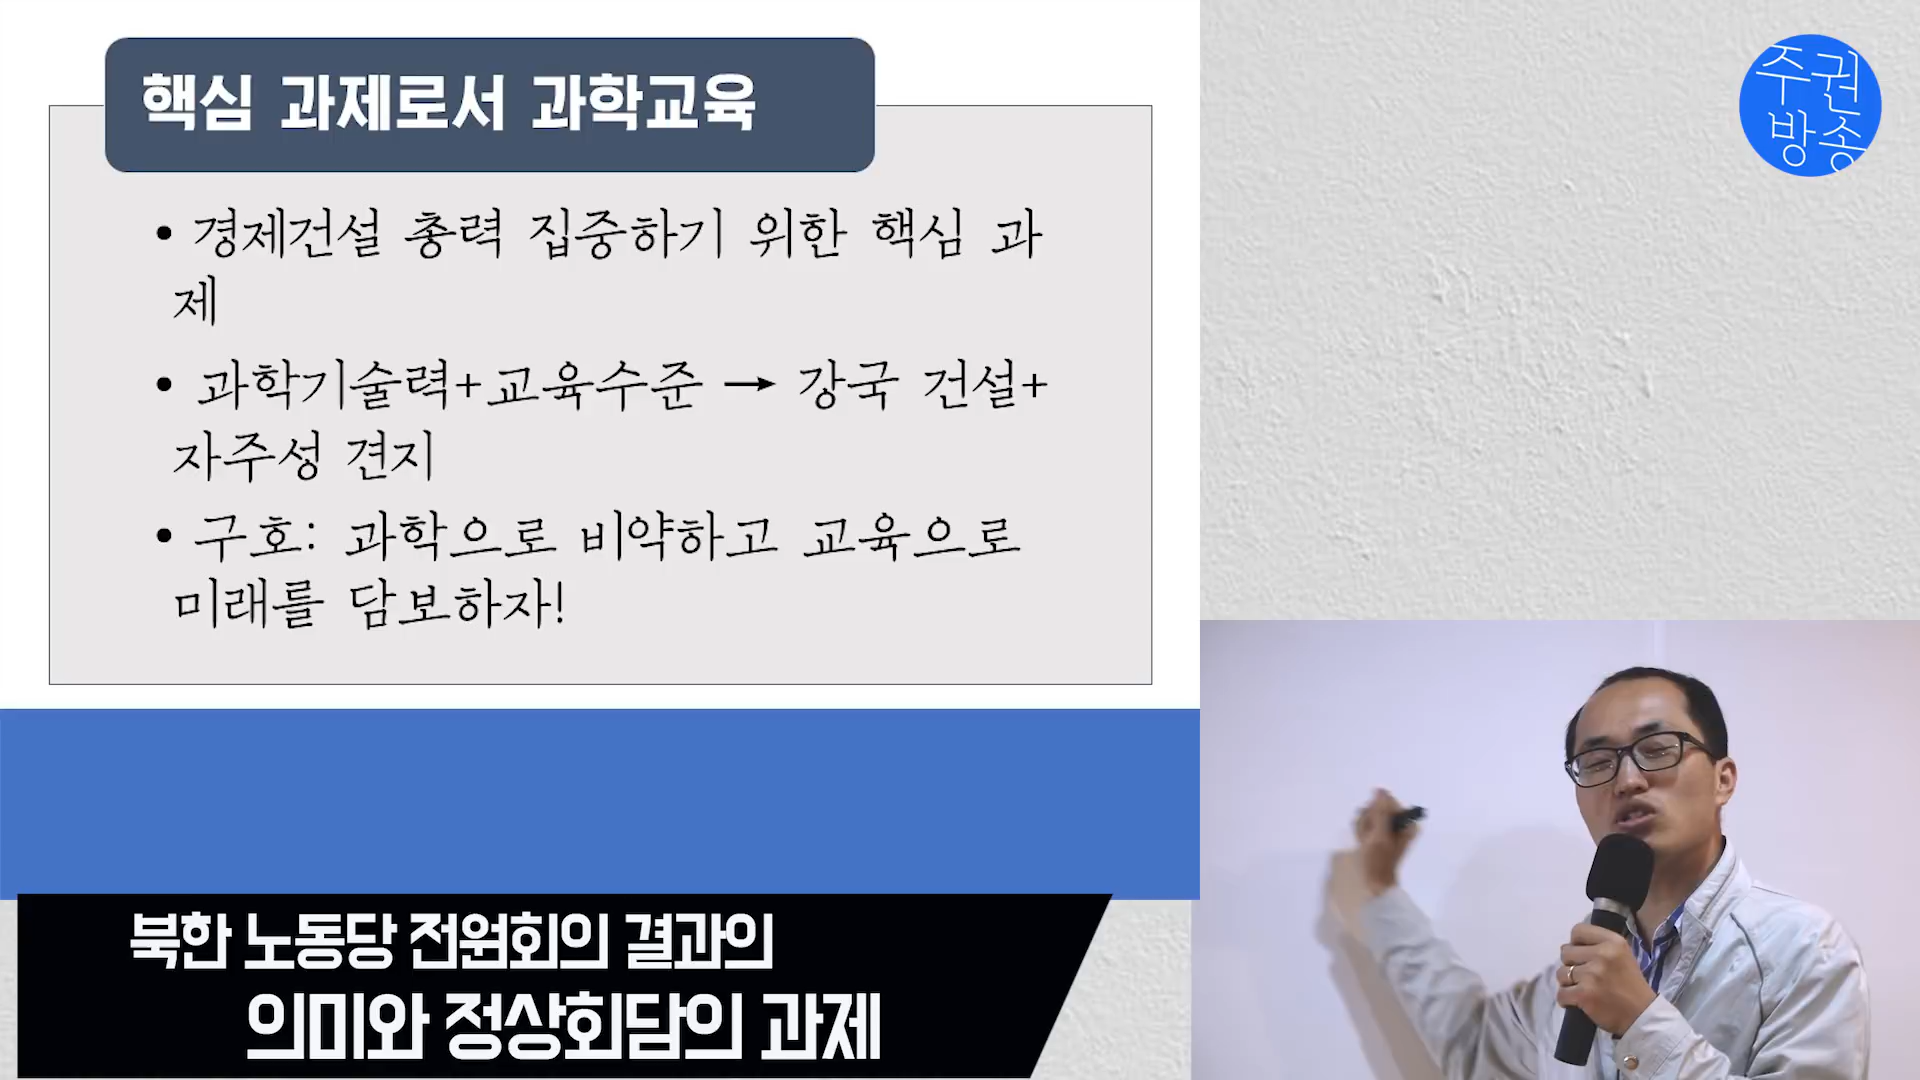 핵심 과제로서 과학교육
• 경제건설 총력 집중하기 위한 핵심 과
제
• 과학기술력+교육수준 → 강국 건설+
자주성 견지
• 구호: 과학으로 비약하고 교육으로
미래를 담보하자!
주권
방송
북한 노동당 전원회의 결과의
의미와 정상회담의 과제